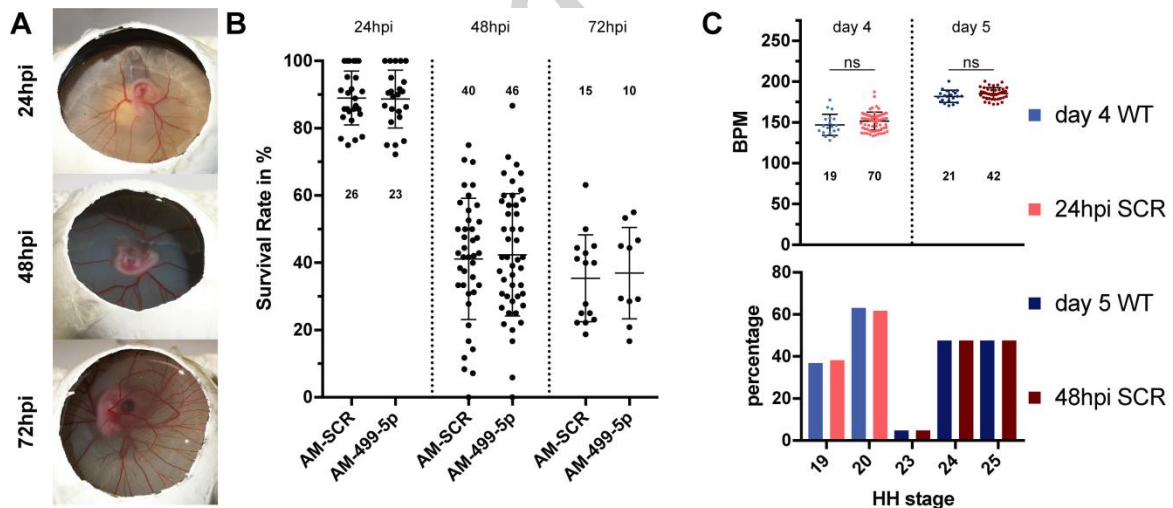 A
24hpi
48hpi
72hpi
B
24hpi 48hpi 72hpi
Survival Rate in %
100
80
60
40
20
0
40 46 15 10
26 23
AM-SCR AM-499-5p AM-SCR AM-499-5p AM-SCR AM-499-5p
C
day 4 day 5
BPM
250
200
150
100
50
0
ns ns
19 70 21 42
percentage
60
40
20
0
19 20 23 24 25
HH stage
day 4 WT
24hpi SCR
day 5 WT
48hpi SCR